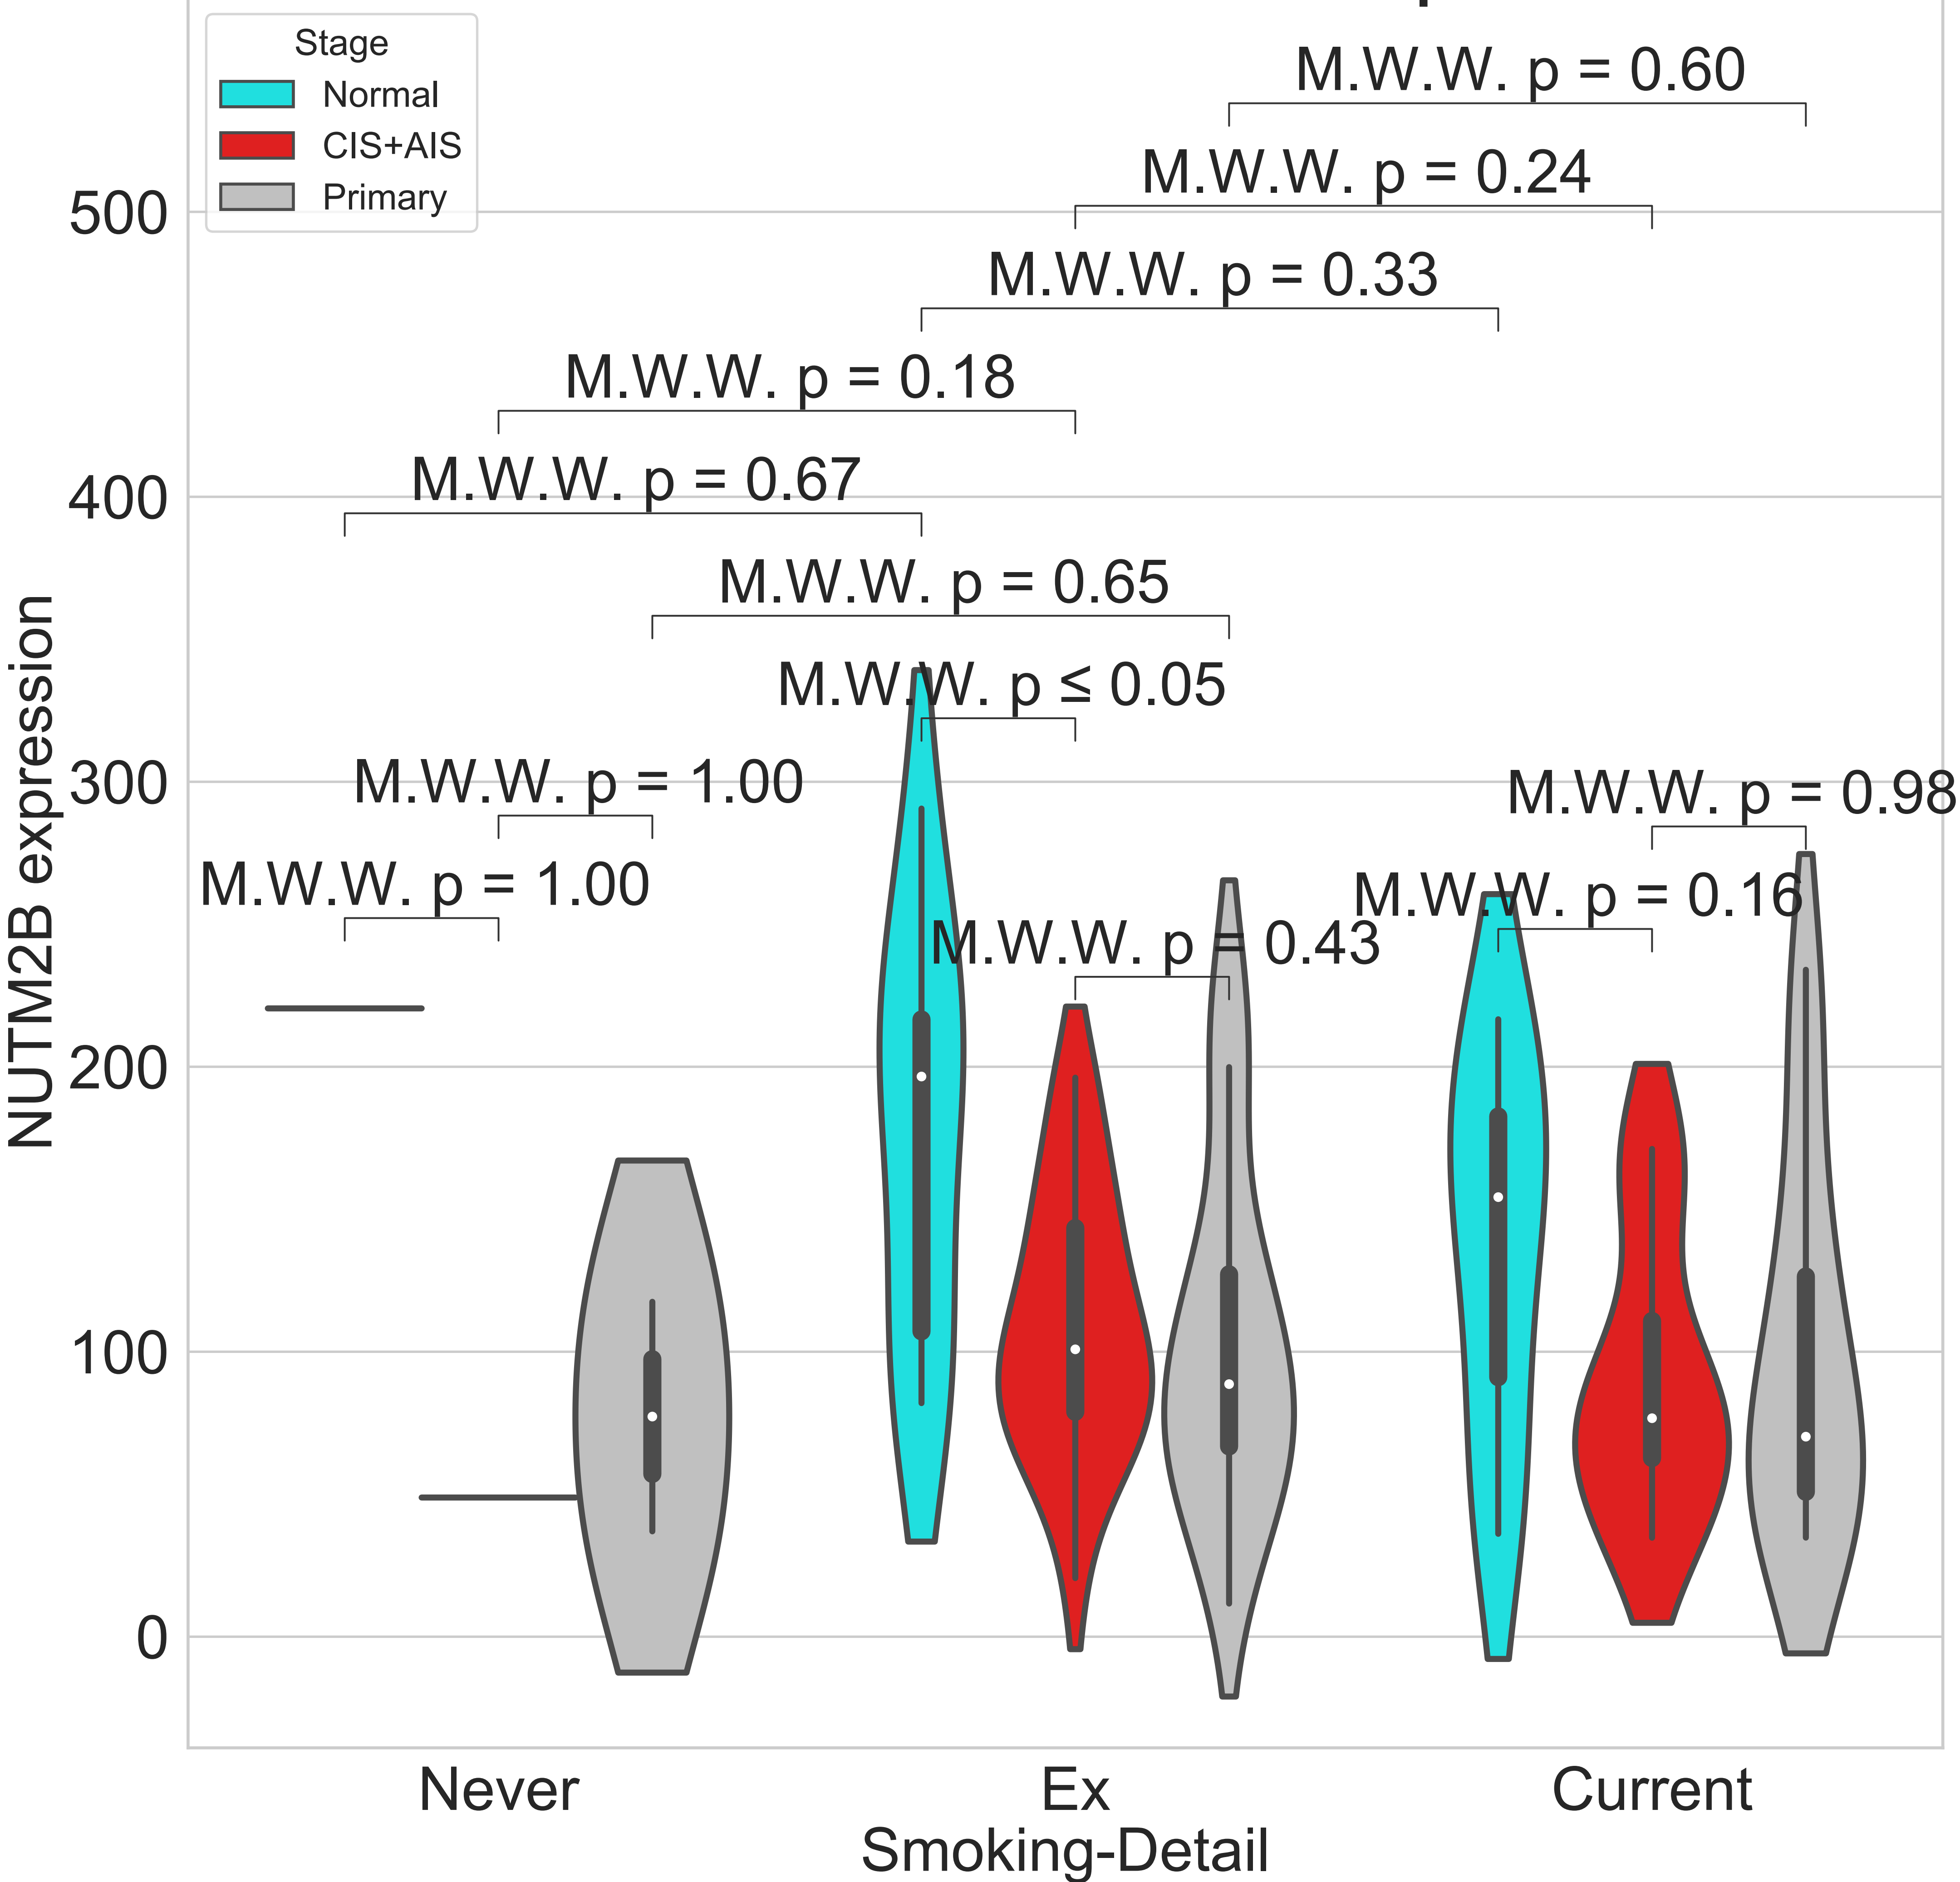 Stage
Normal
CIS+AIS
Primary
M.W.W. p = 0.60
M.W.W. p = 0.24
M.W.W. p = 0.33
M.W.W. p = 0.18
M.W.W. p = 0.67
M.W.W. p = 0.65
M.W.W. p ≤ 0.05
M.W.W. p = 1.00
M.W.W. p = 0.98
M.W.W. p = 1.00
M.W.W. p = 0.16
M.W.W. p = 0.43
NUTM2B expression
500
400
300
200
100
0
Never
Ex
Current
Smoking-Detail